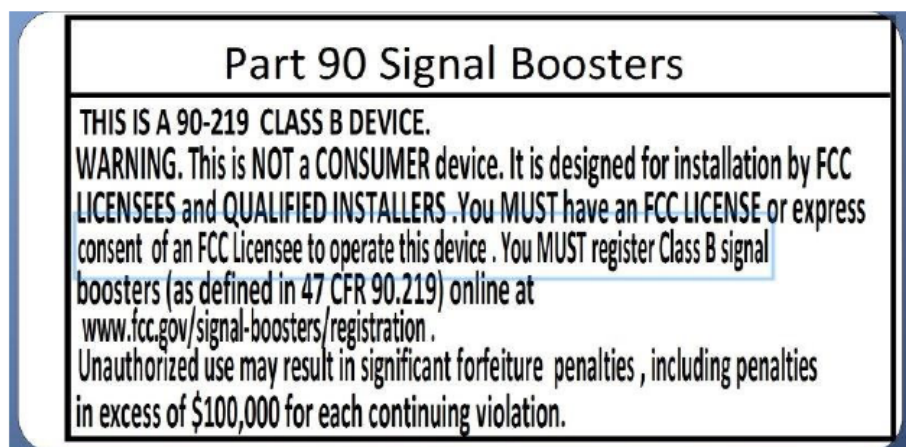 Part 90 Signal Boosters
THIS IS A 90-219 CLASS B DEVICE.
WARNING. This is NOT a CONSUMER device. It is designed for installation by FCC
LICENSEES and QUALIFIED INSTALLERS .You MUST have an FCC LICENSE or express
consent of an FCC Licensee to operate this device . You MUST register Class B signal
boosters (as defined in 47 CFR 90.219) online at
www.fcc.gov/signal-boosters/registration .
Unauthorized use may result in significant forfeiture penalties , including penalties
in excess of $100,000 for each continuing violation.